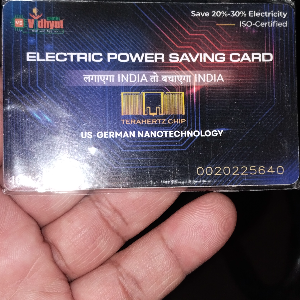 Vidhyut
Save 20%-30% Electricity
ISO-Certified
ELECTRIC POWER SAVING CARD
लगाएगा INDIA तो बचाएगा INDIA
TERAHERTZ CHIP
US-GERMAN NANOTECHNOLOGY
0020225640